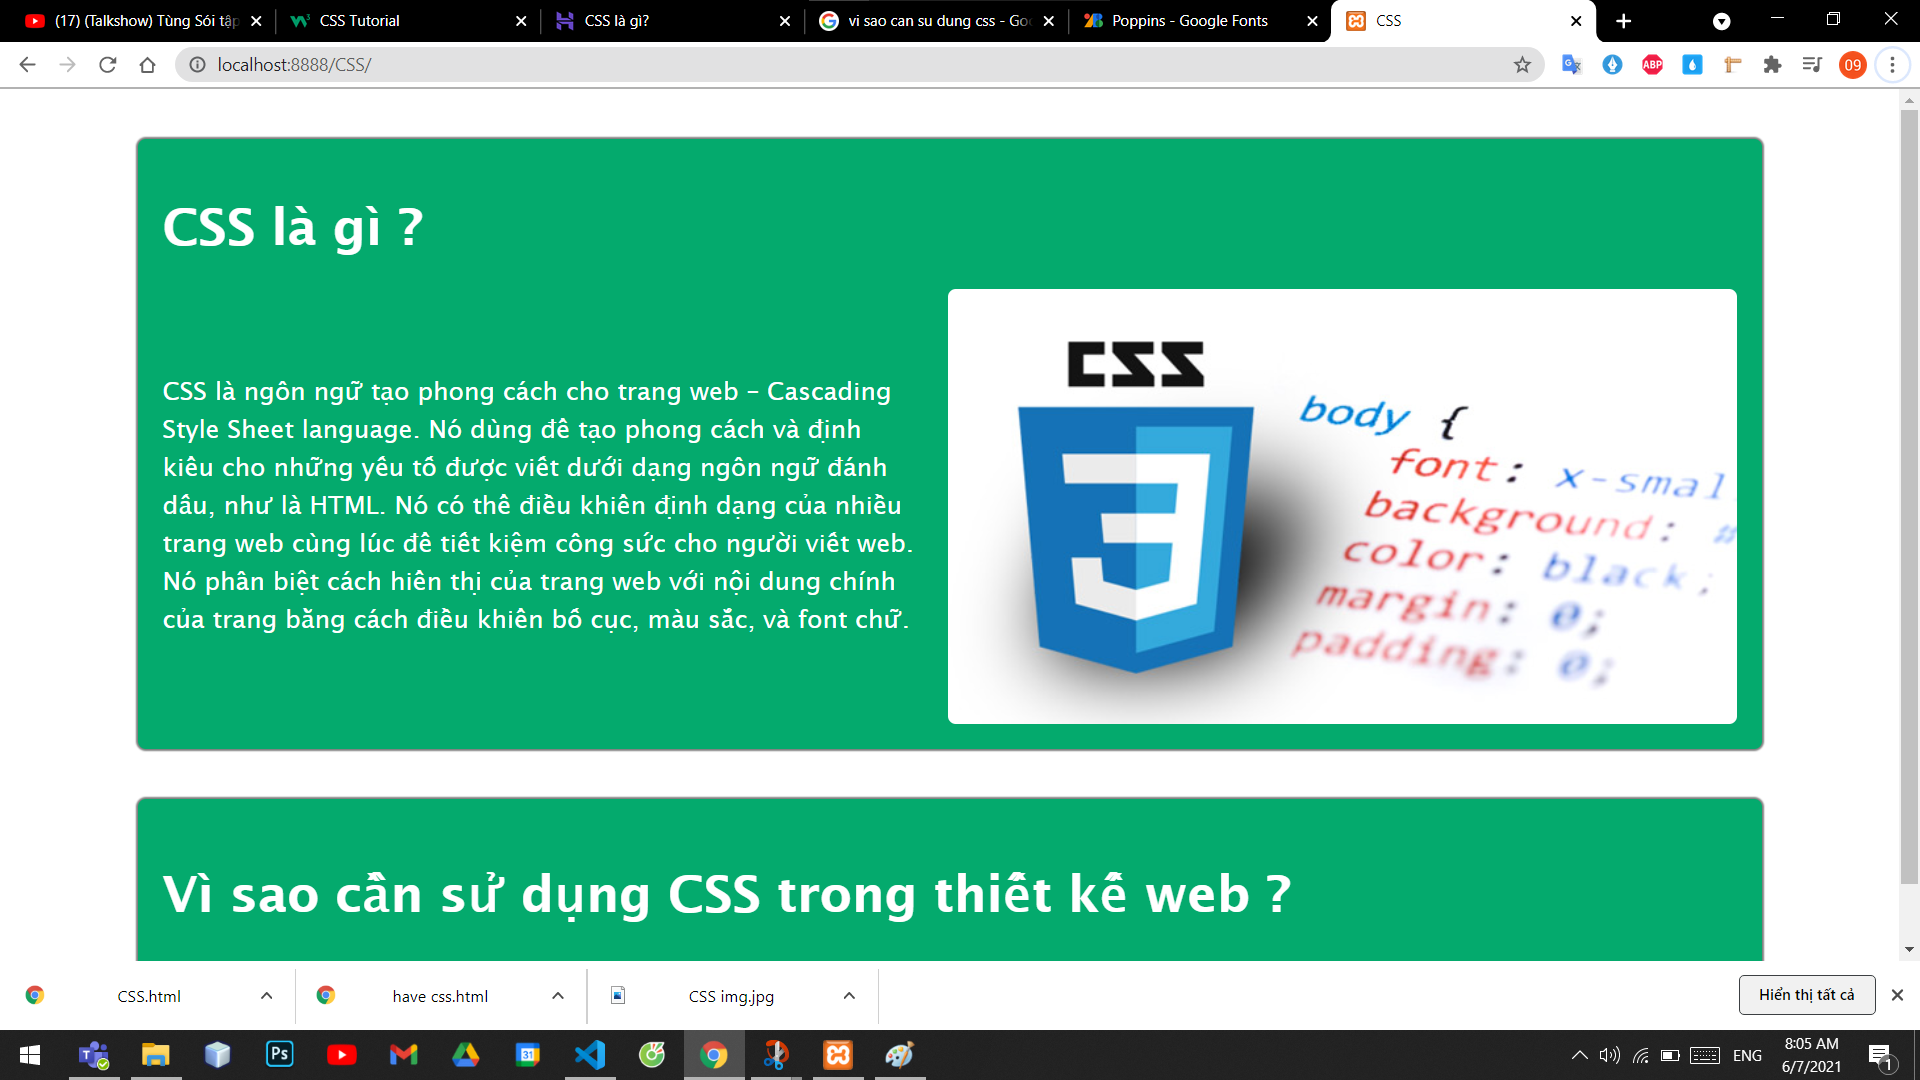 (17) (Talkshow) Tùng Sói tập
CSS Tutorial
CSS là gì?
vi sao can su dung css - Goo
Poppins - Google Fonts
CSS
localhost:8888/CSS/
ABP
09
CSS là gì ?
CSS là ngôn ngữ tạo phong cách cho trang web – Cascading
Style Sheet language. Nó dùng để tạo phong cách và định
kiểu cho những yếu tố được viết dưới dạng ngôn ngữ đánh
dấu, như là HTML. Nó có thể điều khiển định dạng của nhiều
trang web cùng lúc để tiết kiệm công sức cho người viết web.
Nó phân biệt cách hiển thị của trang web với nội dung chính
của trang bằng cách điều khiển bố cục, màu sắc, và font chữ.
CSS
3
body {
font: x-smal
background: #
color: black;
margin: 0;
padding: 0;
Vì sao cần sử dụng CSS trong thiết kế web ?
CSS.html
have css.html
CSS img.jpg
Hiển thị tất cả
Ps
31
ENG
8:05 AM
6/7/2021
1